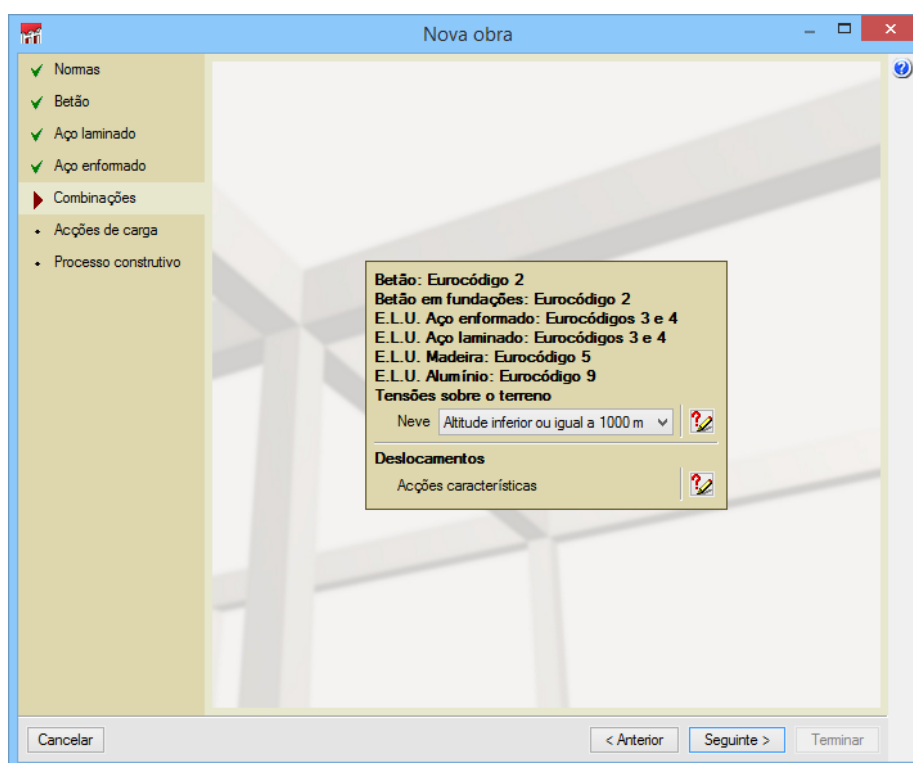 Nova obra
Normas
Betão
Aço laminado
Aço enformado
Combinações
Acções de carga
Processo construtivo
Betão: Eurocódigo 2
Betão em fundações: Eurocódigo 2
E.L.U. Aço enformado: Eurocódigos 3 e 4
E.L.U. Aço laminado: Eurocódigos 3 e 4
E.L.U. Madeira: Eurocódigo 5
E.L.U. Alumínio: Eurocódigo 9
Tensões sobre o terreno
Neve Altitude inferior ou igual a 1000 m
Deslocamentos
Acções características
Cancelar < Anterior Seguinte > Terminar